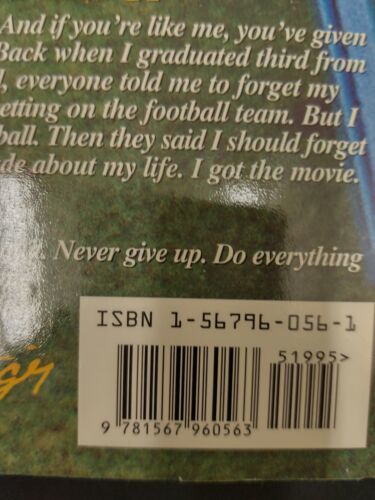 And if you're like me, you've given
Back when I graduated third from
, everyone told me to forget my
etting on the football team. But I
ball. Then they said I should forget
de about my life. I got the movie.
. Never give up. Do everything
ISBN 1-56796-056-1
51995>
9 781567 960563